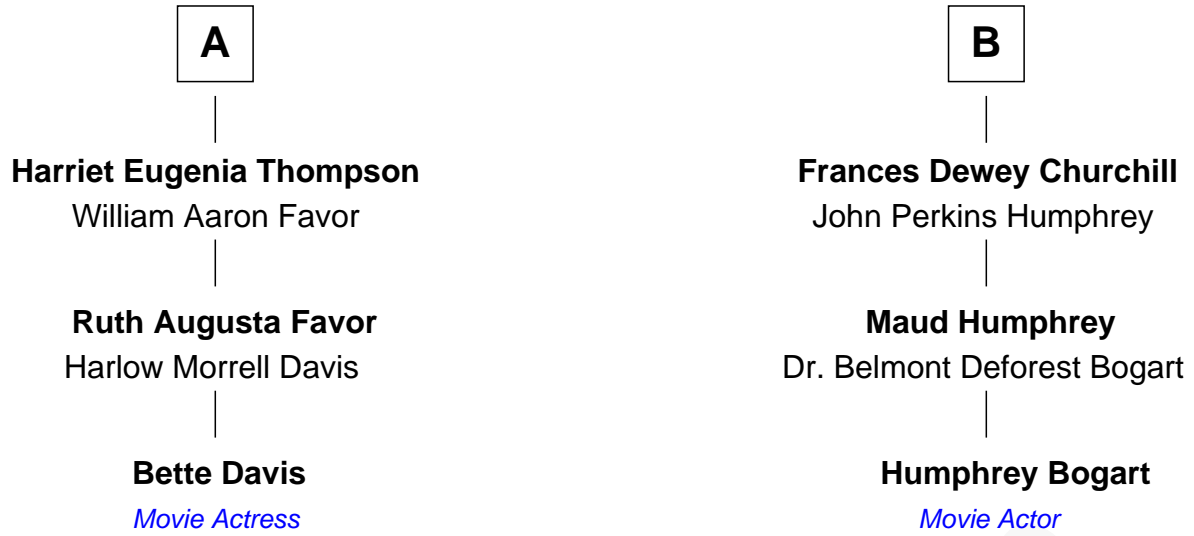 A
Harriet Eugenia Thompson
William Aaron Favor
Ruth Augusta Favor
Harlow Morrell Davis
Bette Davis
Movie Actress
B
Frances Dewey Churchill
John Perkins Humphrey
Maud Humphrey
Dr. Belmont Deforest Bogart
Humphrey Bogart
Movie Actor